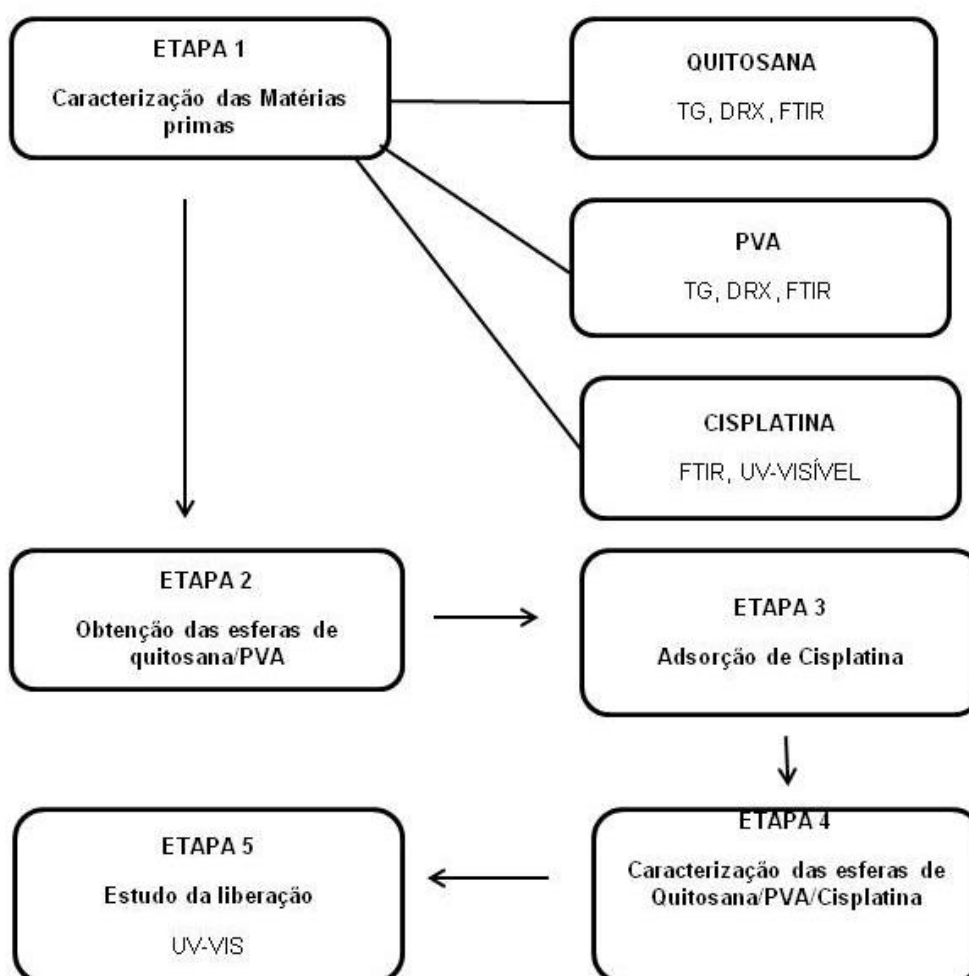 ETAPA 1
Caracterização das Matérias
primas
QUITOSANA
TG, DRX, FTIR
PVA
TG, DRX, FTIR
CISPLATINA
FTIR, UV-VISÍVEL
ETAPA 2
Obtenção das esferas de
quitosana/PVA
ETAPA 3
Adsorção de Cisplatina
ETAPA 4
Caracterização das esferas de
Quitosana/PVA/Cisplatina
ETAPA 5
Estudo da liberação
UV-VIS